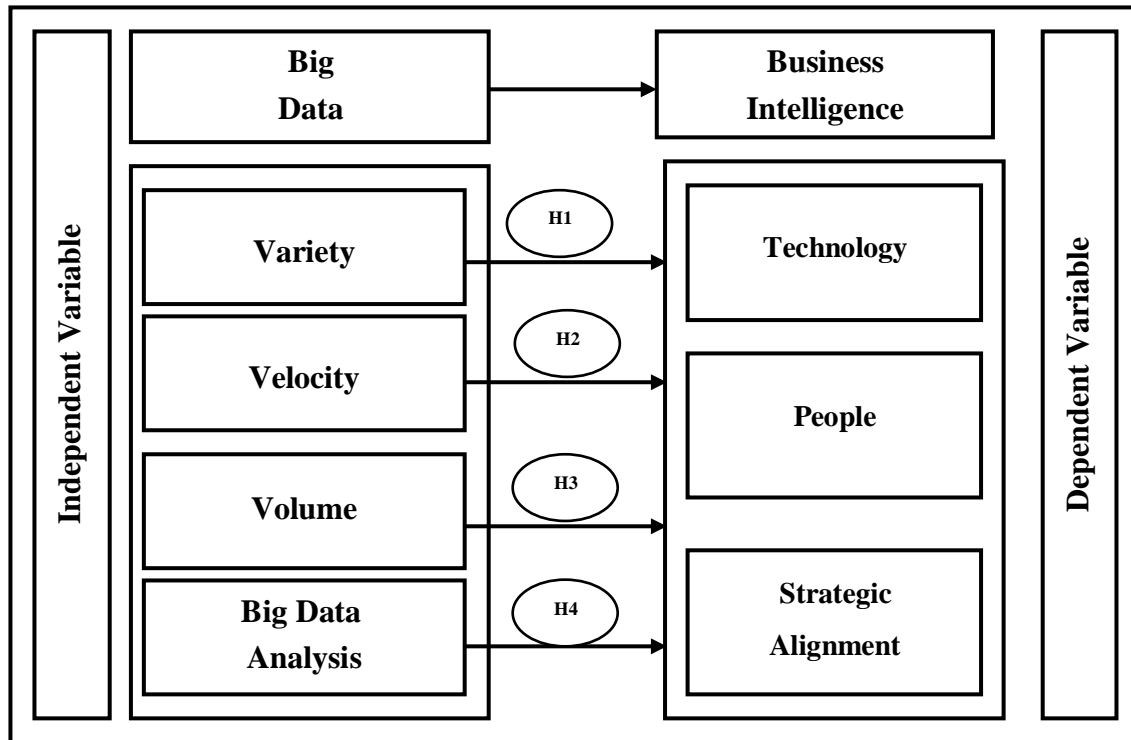 Independent Variable
Big
Data
Business
Intelligence
Variety
H1
Technology
Velocity
H2
People
Volume
H3
Big Data
Analysis
H4
Strategic
Alignment
Dependent Variable